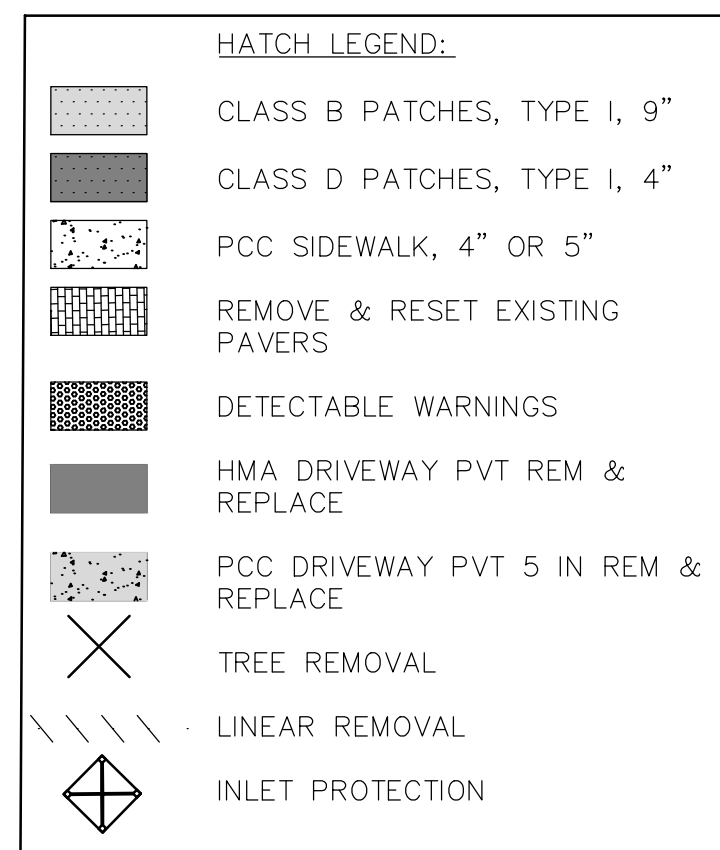 HATCH LEGEND:
CLASS B PATCHES, TYPE I, 9”
CLASS D PATCHES, TYPE I, 4”
PCC SIDEWALK, 4” OR 5”
REMOVE & RESET EXISTING
PAVERS
DETECTABLE WARNINGS
HMA DRIVEWAY PVT REM &
REPLACE
PCC DRIVEWAY PVT 5 IN REM &
REPLACE
TREE REMOVAL
LINEAR REMOVAL
INLET PROTECTION